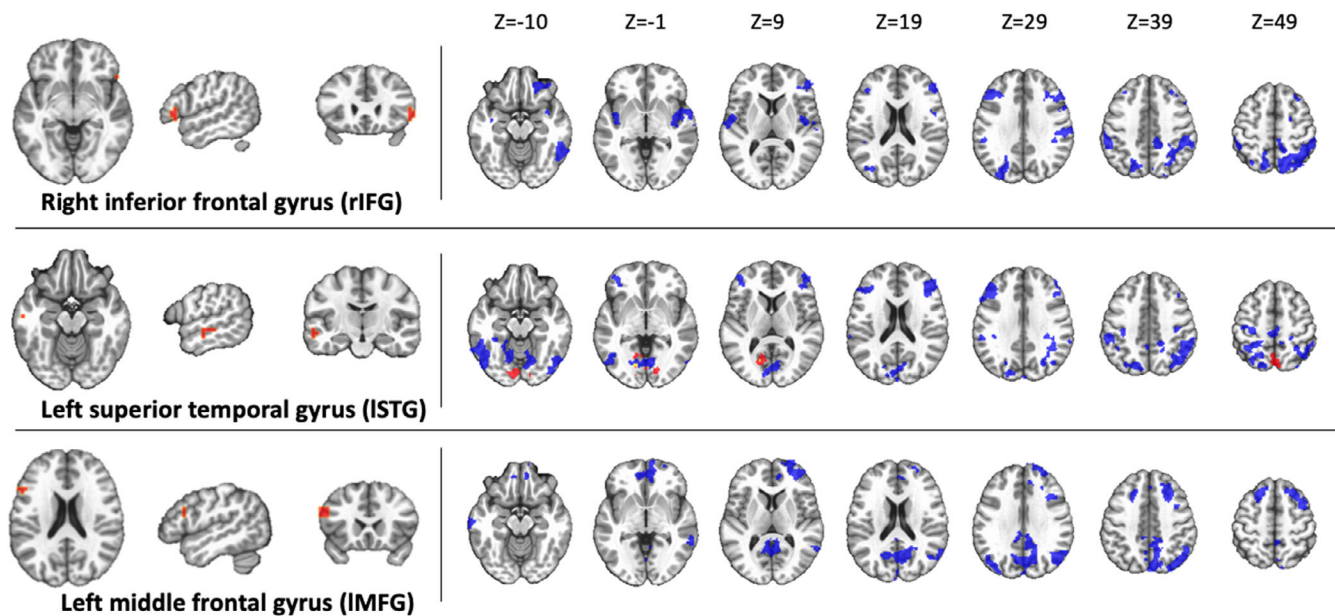 Z=-10 Z=-1 Z=9 Z=19 Z=29 Z=39 Z=49
Right inferior frontal gyrus (rIFG)
Left superior temporal gyrus (lSTG)
Left middle frontal gyrus (lMFG)